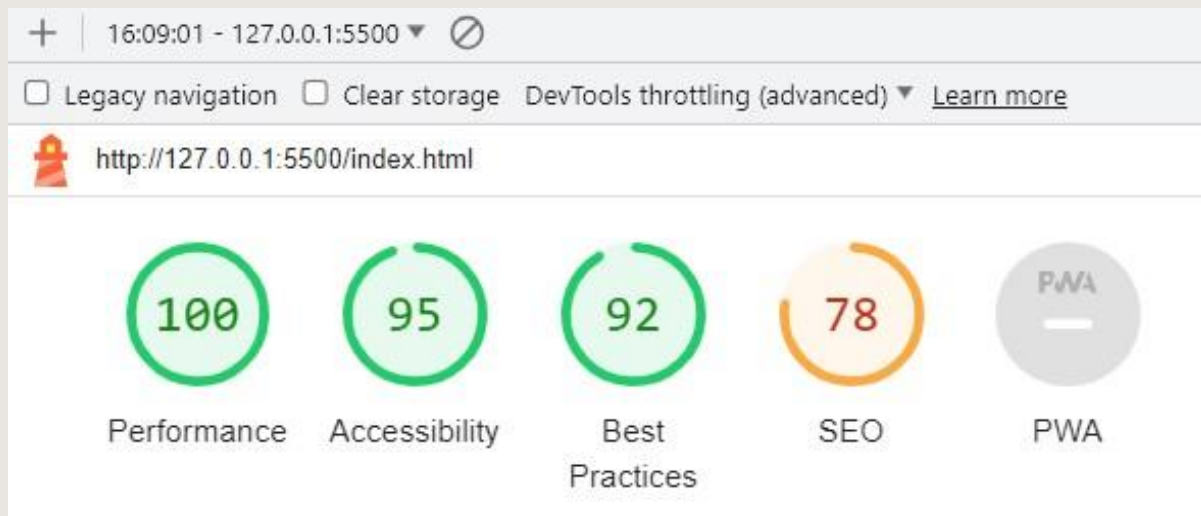 16:09:01 - 127.0.0.1:5500
Legacy navigation Clear storage DevTools throttling (advanced) Learn more
http://127.0.0.1:5500/index.html
100 95 92 78 PWA
Performance Accessibility Best Practices SEO PWA